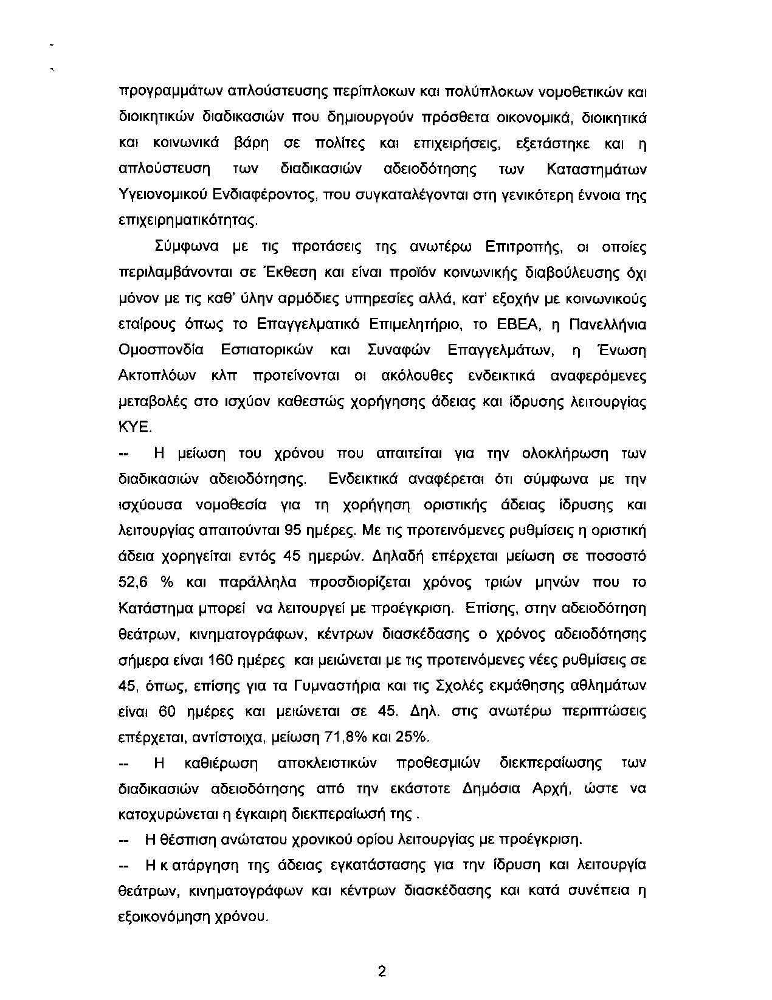 προγραμμάτων απλούστευσης περίπλοκων και πολύπλοκων νομοθετικών και
διοικητικών διαδικασιών που δημιουργούν πρόσθετα οικονομικά, διοικητικά
και κοινωνικά βάρη σε πολίτες και επιχειρήσεις, εξετάστηκε και η
απλούστευση των διαδικασιών αδειοδότησης των Καταστημάτων
Υγειονομικού Ενδιαφέροντος, που συγκαταλέγονται στη γενικότερη έννοια της
επιχειρηματικότητας.
Σύμφωνα με τις προτάσεις της ανωτέρω Επιτροπής, οι οποίες
περιλαμβάνονται σε Έκθεση και είναι προϊόν κοινωνικής διαβούλευσης όχι
μόνον με τις καθ' ύλην αρμόδιες υπηρεσίες αλλά, κατ' εξοχήν με κοινωνικούς
εταίρους όπως το Επαγγελματικό Επιμελητήριο, το ΕΒΕΑ, η Πανελλήνια
Ομοσπονδία Εστιατορικών και Συναφών Επαγγελμάτων, η Ένωση
Ακτοπλόων κλπ προτείνονται οι ακόλουθες ενδεικτικά αναφερόμενες
μεταβολές στο ισχύον καθεστώς χορήγησης άδειας και ίδρυσης λειτουργίας
ΚΥΕ.
-- Η μείωση του χρόνου που απαιτείται για την ολοκλήρωση των
διαδικασιών αδειοδότησης. Ενδεικτικά αναφέρεται ότι σύμφωνα με την
ισχύουσα νομοθεσία για τη χορήγηση οριστικής άδειας ίδρυσης και
λειτουργίας απαιτούνται 95 ημέρες. Με τις προτεινόμενες ρυθμίσεις η οριστική
άδεια χορηγείται εντός 45 ημερών. Δηλαδή επέρχεται μείωση σε ποσοστό
52,6 % και παράλληλα προσδιορίζεται χρόνος τριών μηνών που το
Κατάστημα μπορεί να λειτουργεί με προέγκριση. Επίσης, στην αδειοδότηση
θεάτρων, κινηματογράφων, κέντρων διασκέδασης ο χρόνος αδειοδότησης
σήμερα είναι 160 ημέρες και μειώνεται με τις προτεινόμενες νέες ρυθμίσεις σε
45, όπως, επίσης για τα Γυμναστήρια και τις Σχολές εκμάθησης αθλημάτων
είναι 60 ημέρες και μειώνεται σε 45. Δηλ. στις ανωτέρω περιπτώσεις
επέρχεται, αντίστοιχα, μείωση 71,8% και 25%.
-- Η καθιέρωση αποκλειστικών προθεσμιών διεκπεραίωσης των
διαδικασιών αδειοδότησης από την εκάστοτε Δημόσια Αρχή, ώστε να
κατοχυρώνεται η έγκαιρη διεκπεραίωσή της .
-- Η θέσπιση ανώτατου χρονικού ορίου λειτουργίας με προέγκριση.
-- Η κ ατάργηση της άδειας εγκατάστασης για την ίδρυση και λειτουργία
θεάτρων, κινηματογράφων και κέντρων διασκέδασης και κατά συνέπεια η
εξοικονόμηση χρόνου.
2